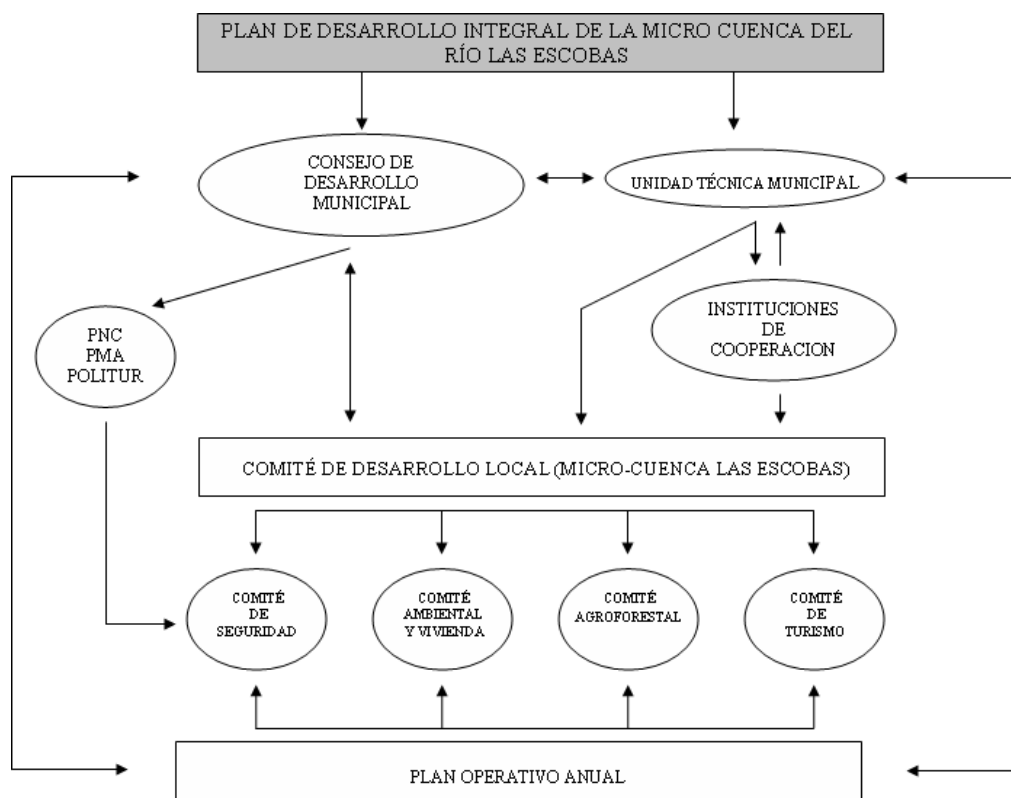 PLAN DE DESARROLLO INTEGRAL DE LA MICRO CUENCA DEL
RÍO LAS ESCOBAS
CONSEJO DE
DESARROLLO
MUNICIPAL
UNIDAD TÉCNICA MUNICIPAL
INSTITUCIONES
DE
COOPERACION
PNC
PMA
POLITUR
COMITÉ DE DESARROLLO LOCAL (MICRO-CUENCA LAS ESCOBAS)
COMITÉ
DE
SEGURIDAD
COMITÉ
AMBIENTAL
Y VIVIENDA
COMITÉ
AGROFORESTAL
COMITÉ
DE
TURISMO
PLAN OPERATIVO ANUAL